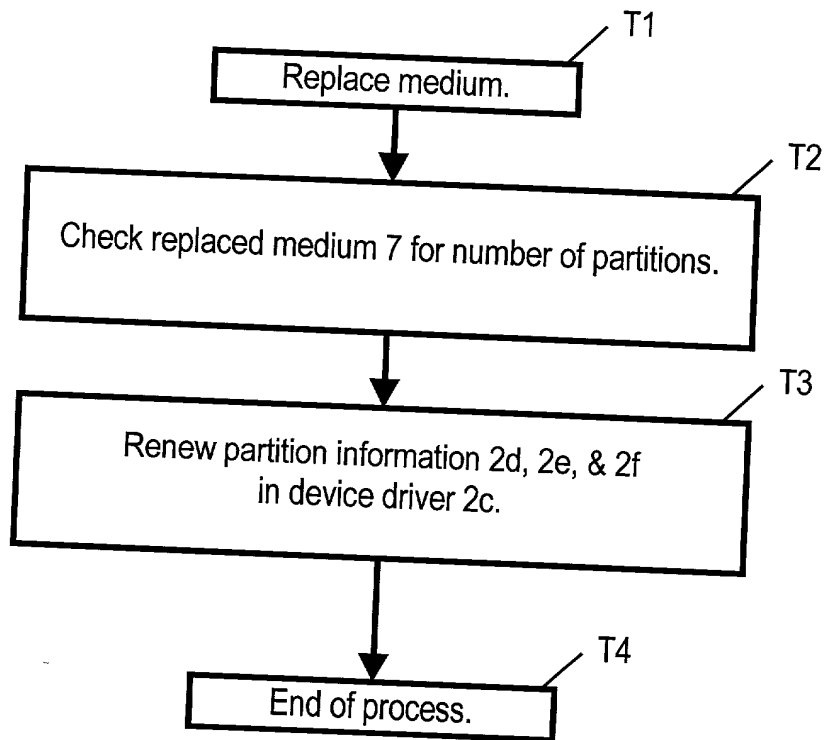 T1
Replace medium.
T2
Check replaced medium 7 for number of partitions.
T3
Renew partition information 2d, 2e, & 2f
in device driver 2c.
T4
End of process.